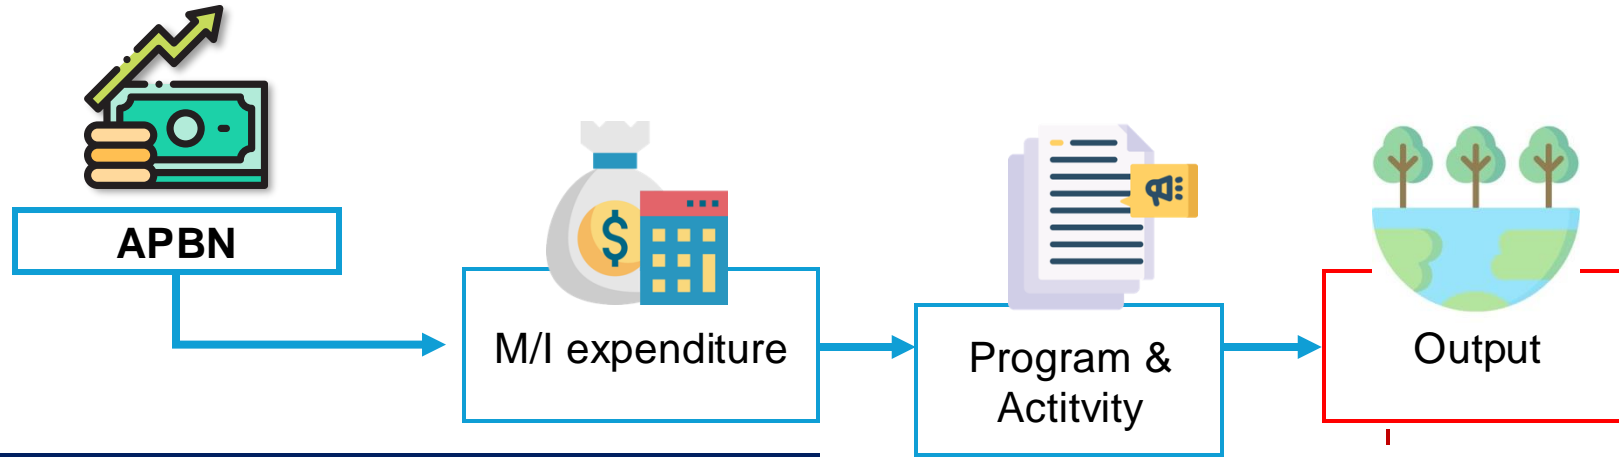 APBN
M/I expenditure
Program &
Actitvity
Output
$